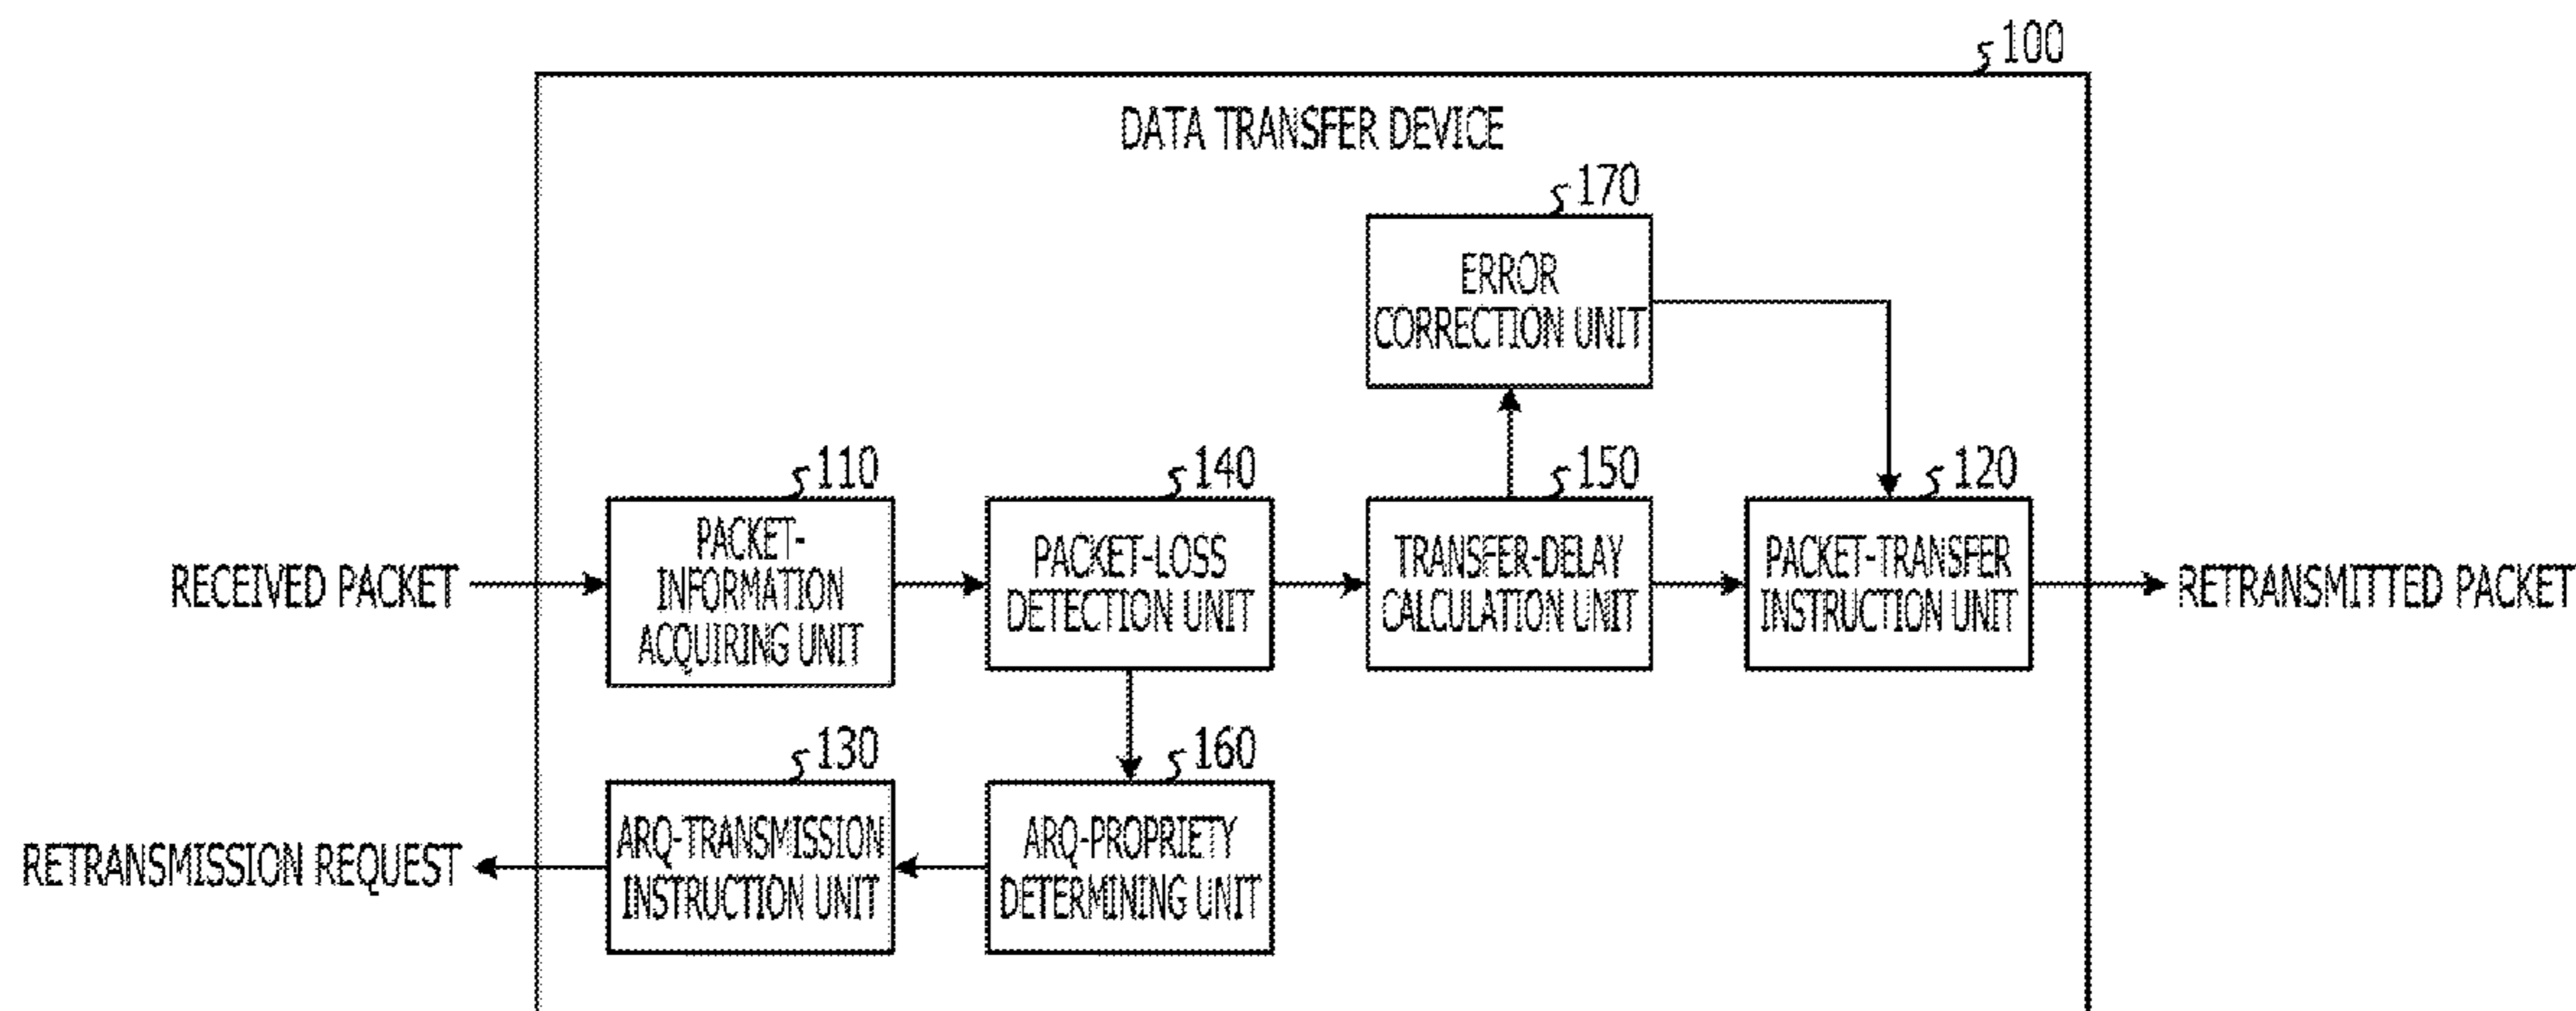 100
DATA TRANSFER DEVICE
170
ERROR
CORRECTION UNIT
110
140
150
120
RECEIVED PACKET
PACKET-
INFORMATION
ACQUIRING UNIT
PACKET-LOSS
DETECTION UNIT
TRANSFER-DELAY
CALCULATION UNIT
PACKET-TRANSFER
INSTRUCTION UNIT
RETRANSMITTED PACKET
130
160
RETRANSMISSION REQUEST
ARQ-TRANSMISSION
INSTRUCTION UNIT
ARQ-PROPRIETY
DETERMINING UNIT